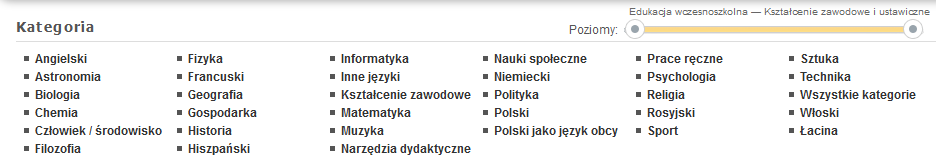 Edukacja wczesnoszkolna — Kształcenie zawodowe i ustawiczne
Kategoria
Poziomy:
Angielski
Astronomia
Biologia
Chemia
Człowiek / środowisko
Filozofia
Fizyka
Francuski
Geografia
Gospodarka
Historia
Hiszpański
Informatyka
Inne języki
Kształcenie zawodowe
Matematyka
Muzyka
Narzędzia dydaktyczne
Nauki społeczne
Niemiecki
Polityka
Polski
Polski jako język obcy
Prace ręczne
Psychologia
Religia
Rosyjski
Sport
Sztuka
Technika
Wszystkie kategorie
Włoski
Łacina